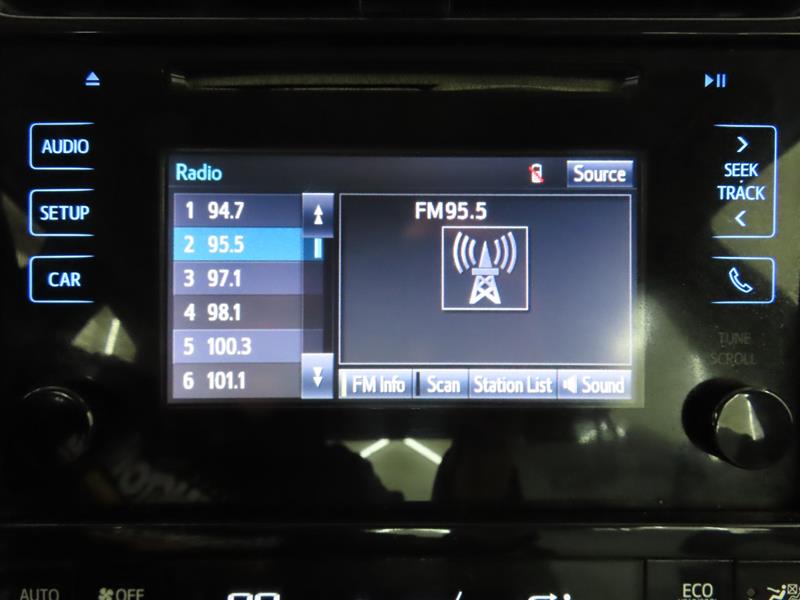 AUDIO
SETUP
CAR
Radio
Source
1 94.7
2 95.5
3 97.1
4 98.1
5 100.3
6 101.1
FM95.5
FM Info
Scan
Station List
Sound
SEEK
TRACK
TUNE
SCROLL
AUTO
OFF
ECO